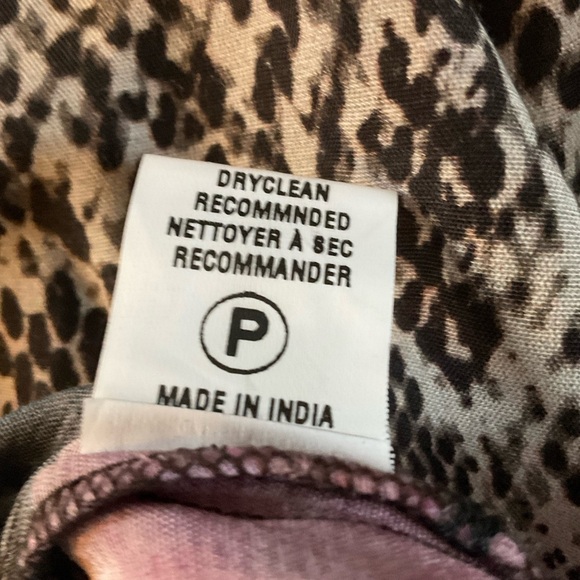 DRYCLEAN
RECOMMNDED
NETTOYER À SEC
RECOMMANDER
P
MADE IN INDIA